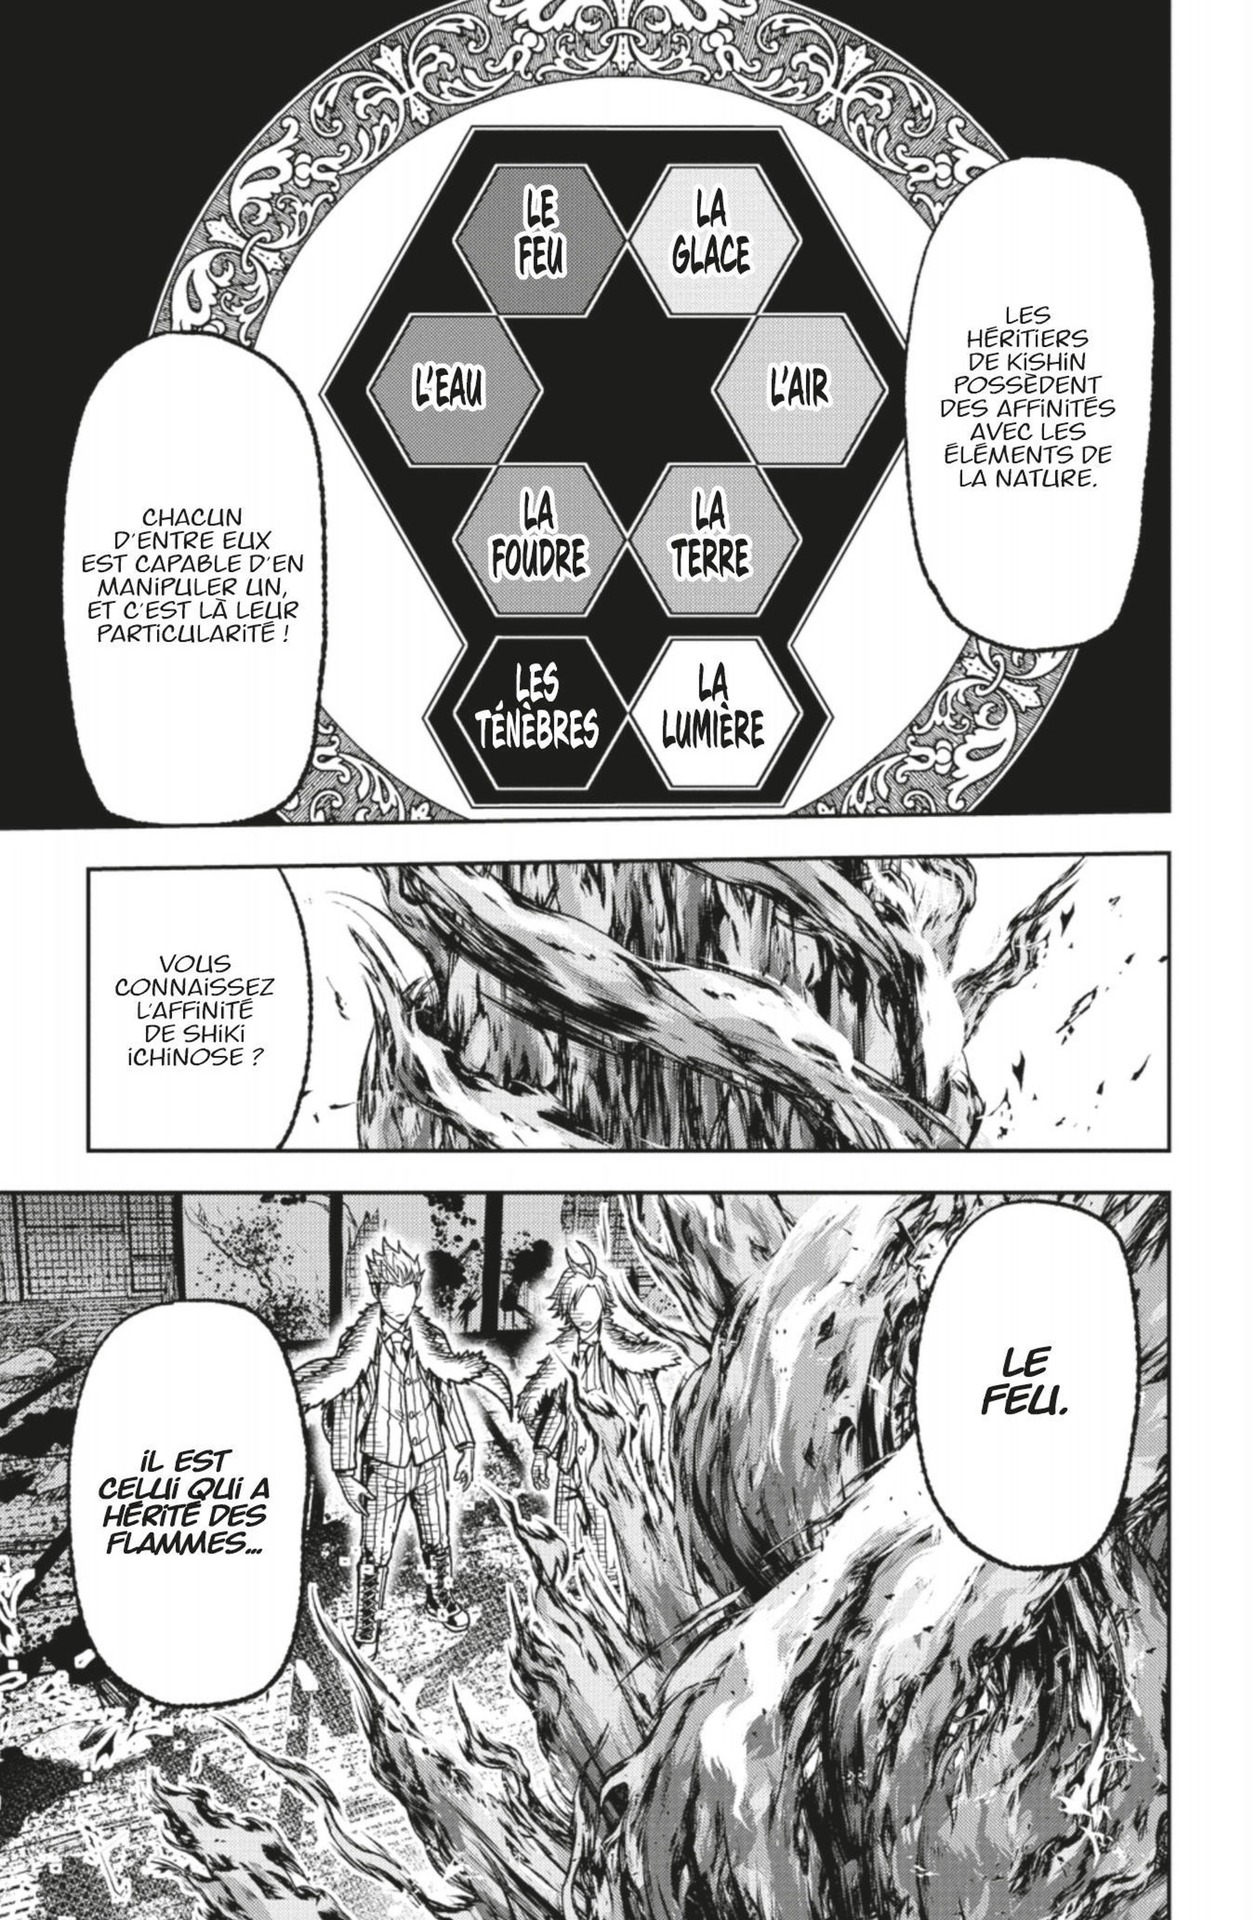 LES
HÉRITIERS
DE KISHIN
POSSÈDENT
DES AFFINITÉS
AVEC LES
ÉLÉMENTS DE
LA NATURE.
LA
GLACE
LE
FEU
L'AIR
L'EAU
LA
TERRE
LA
FOUDRE
LA
LUMIÈRE
LES
TÉNÈBRES
CHACUN
D'ENTRE EUX
EST CAPABLE D'EN
MANIPULER UN,
ET C'EST LÀ LEUR
PARTICULARITÉ !
VOUS
CONNAISSEZ
L'AFFINITÉ
DE SHIKI
ICHINOSE ?
LE
FEU.
IL EST
CELUI QUI A
HÉRITÉ DES
FLAMMES...